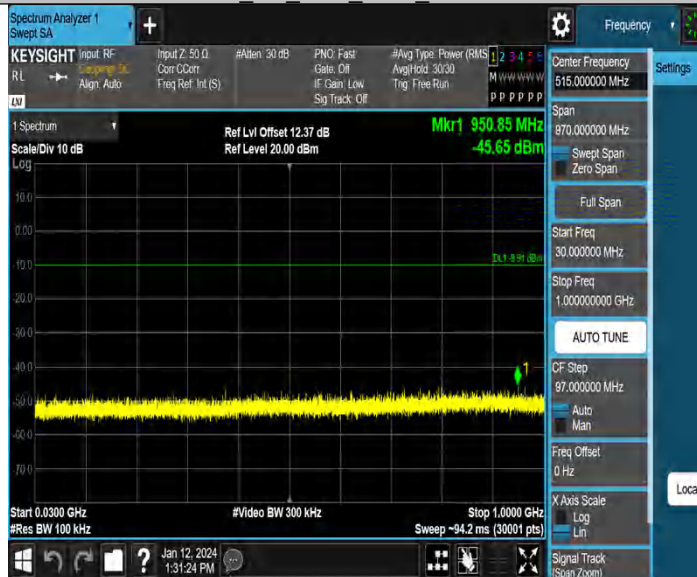 Spectrum Analyzer 1
Swept SA
+
Frequency
KEYSIGHT
RL
Input: RF
Coupling: DC
Align: Auto
Input Z: 50 Ω
Corr CCorr
Freq Ref: Int (S)
#Atten: 30 dB
PNO: Fast
Gate: Off
IF Gain: Low
Sig Track: Off
#Avg Type: Power (RMS
Avg|Hold: 30/30
Trig: Free Run
1 2 3 4 5 6
M W W W W W
P P P P P P
LXI
1 Spectrum
Scale/Div 10 dB
Log
Ref Lvl Offset 12.37 dB
Ref Level 20.00 dBm
Mkr1 950.85 MHz
-45.65 dBm
10.0
0.00
-10.0
-20.0
-30.0
-40.0
-50.0
-60.0
-70.0
DL1 -9.91 dBm
1
Start 0.0300 GHz
#Res BW 100 kHz
#Video BW 300 kHz
Stop 1.0000 GHz
Sweep ~94.2 ms (30001 pts)
Jan 12, 2024
1:31:24 PM
?
Center Frequency
515.000000 MHz
Span
970.000000 MHz
Swept Span
Zero Span
Full Span
Start Freq
30.000000 MHz
Stop Freq
1.000000000 GHz
AUTO TUNE
CF Step
97.000000 MHz
Auto
Man
Freq Offset
0 Hz
X Axis Scale
Log
Lin
Signal Track
(Span Zoom)
Settings
Loca